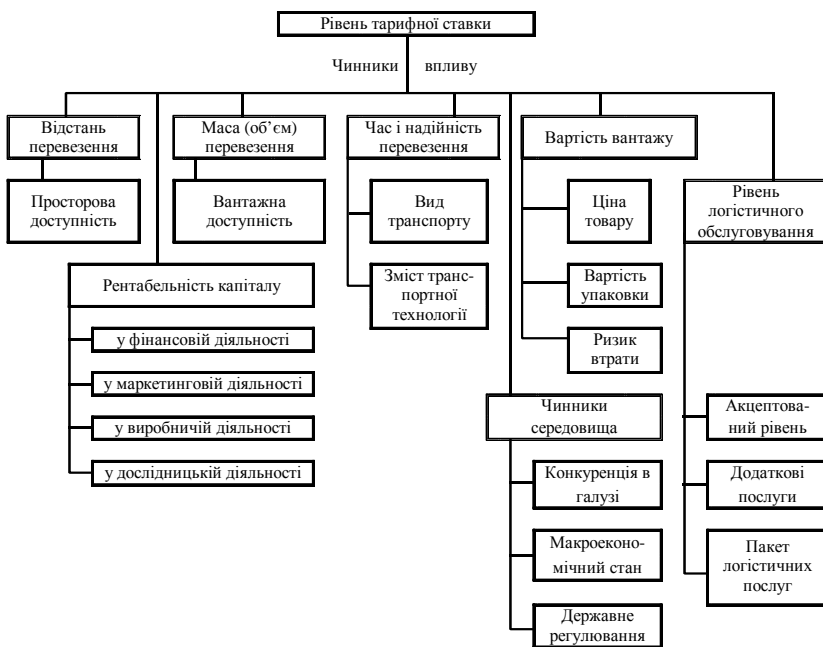 Рівень тарифної ставки
Чинники впливу
Відстань
перевезення
Просторова
доступність
Маса (об’єм)
перевезення
Вантажна
доступність
Час і надійність
перевезення
Вид
транспорту
Зміст транс-
портної
технології
Вартість вантажу
Ціна
товару
Вартість
упаковки
Ризик
втрати
Рівень
логістичного
обслуговування
Акцептова-
ний рівень
Додаткові
послуги
Пакет
логістичних
послуг
Рентабельність капіталу
у фінансовій діяльності
у маркетинговій діяльності
у виробничій діяльності
у дослідницькій діяльності
Чинники
середовища
Конкуренція в
галузі
Макроеконо-
мічний стан
Державне
регулювання